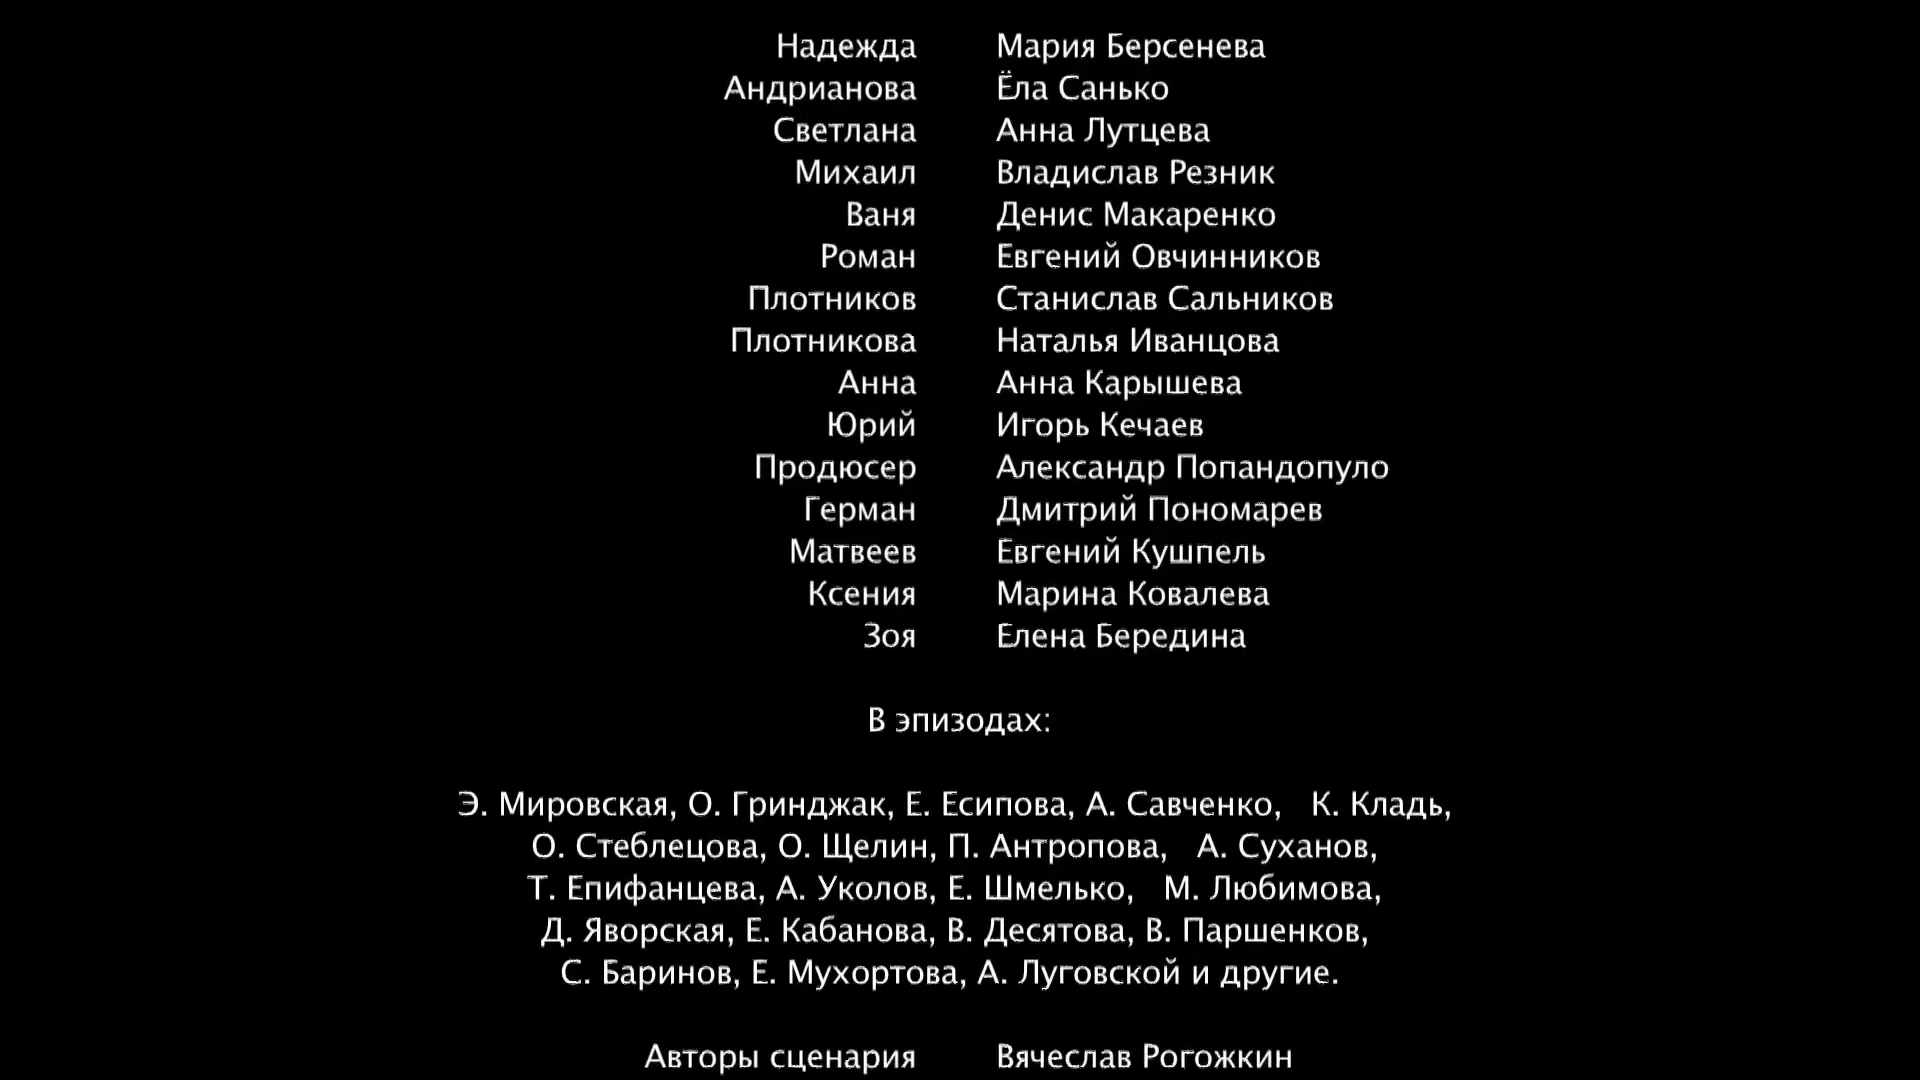 Надежда Мария Берсенева
Андрианова Ёла Санько
Светлана Анна Лутцева
Михаил Владислав Резник
Ваня Денис Макаренко
Роман Евгений Овчинников
Плотников Станислав Сальников
Плотникова Наталья Иванцова
Анна Анна Карышева
Юрий Игорь Кечаев
Продюсер Александр Попандопуло
Герман Дмитрий Пономарев
Матвеев Евгений Кушпель
Ксения Марина Ковалева
Зоя Елена Бередина
В эпизодах:
Э. Мировская, О. Гринджак, Е. Есипова, А. Савченко, К. Кладь,
О. Стеблецова, О. Щелин, П. Антропова, А. Суханов,
Т. Епифанцева, А. Уколов, Е. Шмелько, М. Любимова,
Д. Яворская, Е. Кабанова, В. Десятова, В. Паршенков,
С. Баринов, Е. Мухортова, А. Луговской и другие.
Авторы сценария Вячеслав Рогожкин